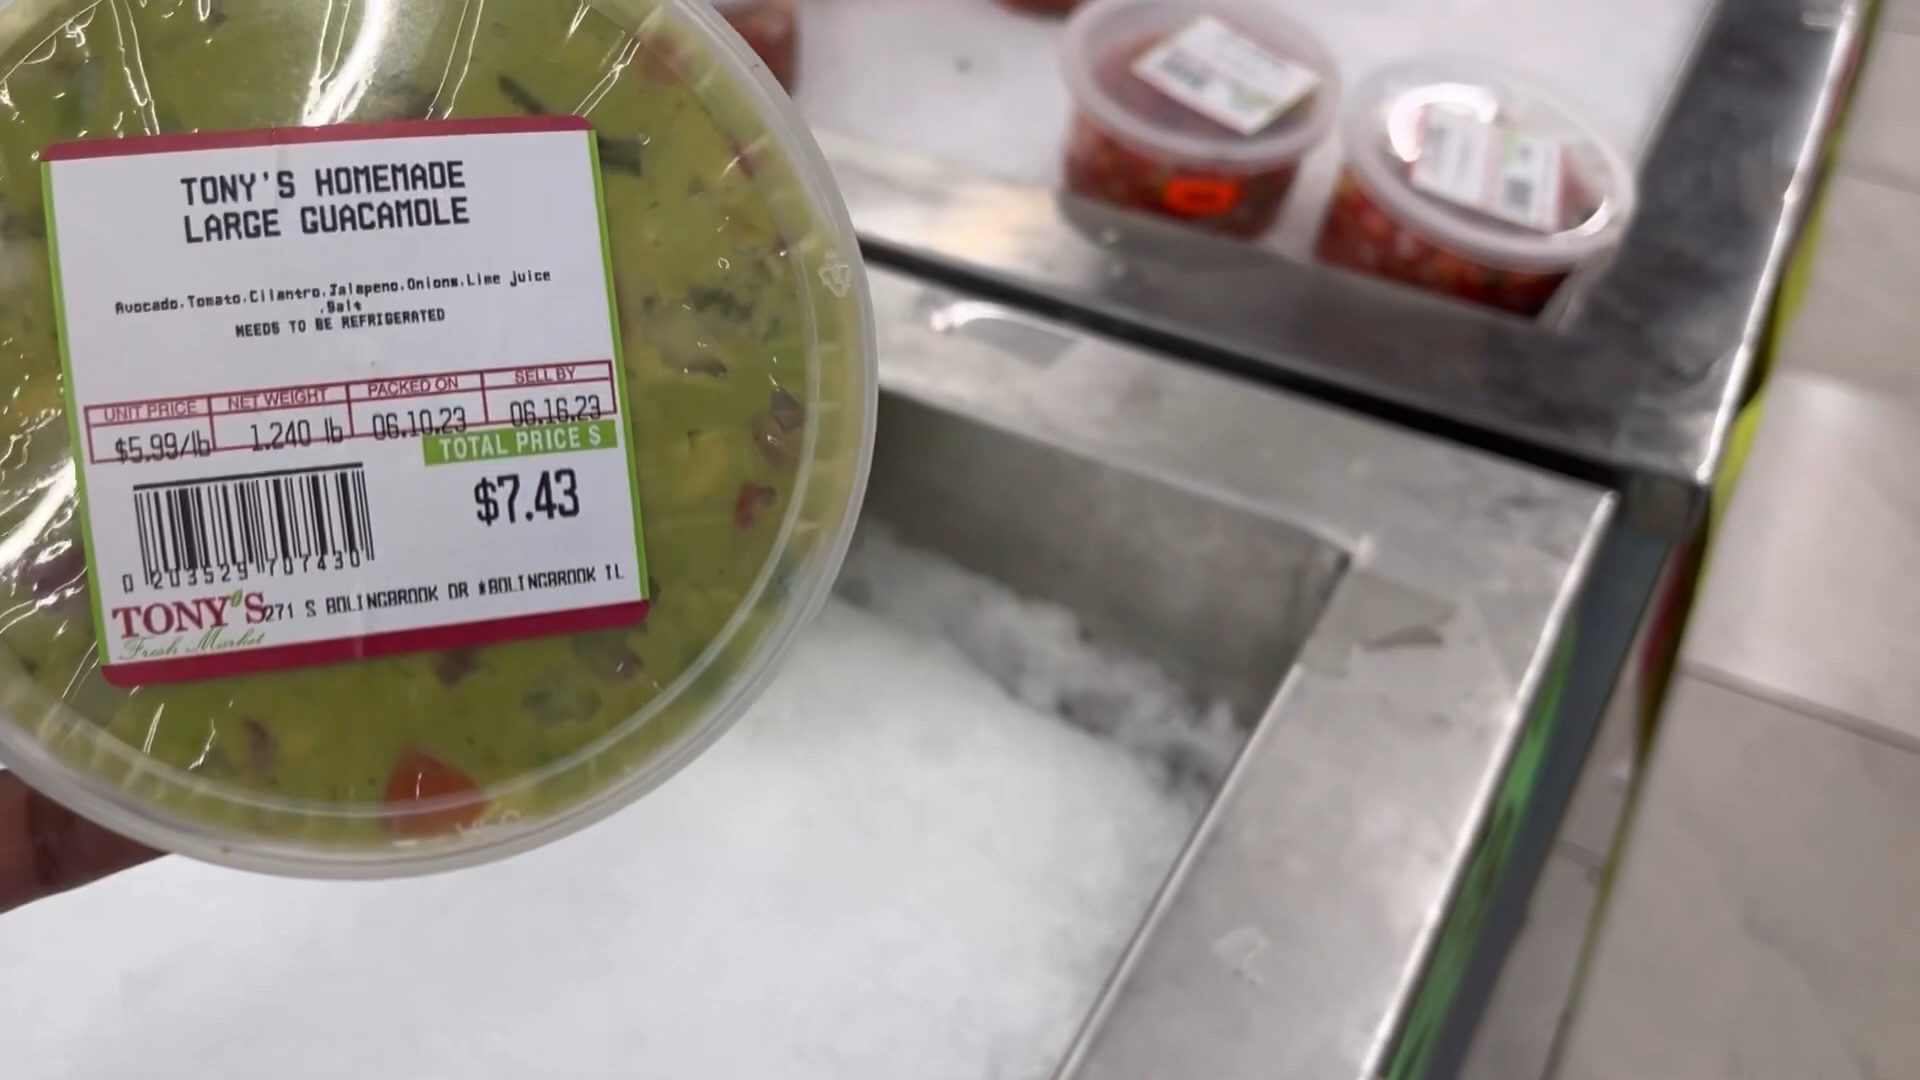 TONY'S HOMEMADE
LARGE GUACAMOLE
Avocado,Tomato,Cilantro,Jalapeno,Onions,Lime juice
,Salt
NEEDS TO BE REFRIGERATED
UNIT PRICE NET WEIGHT PACKED ON SELL BY
$5.99/lb 1.240 lb 06.10.23 06.16.23
TOTAL PRICE $
$7.43
0 203529 707430
TONY'S 271 S BOLINGBROOK DR #BOLINGBROOK IL
Fresh Market